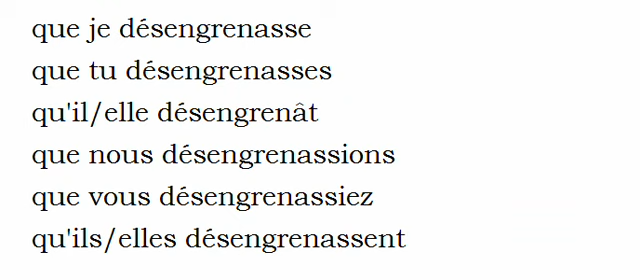 que je désengrenasse
que tu désengrenasses
qu'il/elle désengrenât
que nous désengrenassions
que vous désengrenassiez
qu'ils/elles désengrenassent